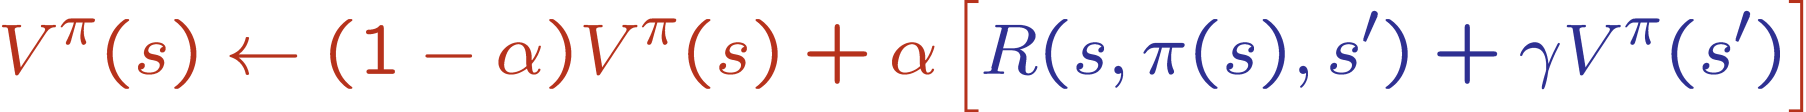 V^π(s) ← (1 − α)V^π(s) + α [R(s, π(s), s′) + γV^π(s′)]